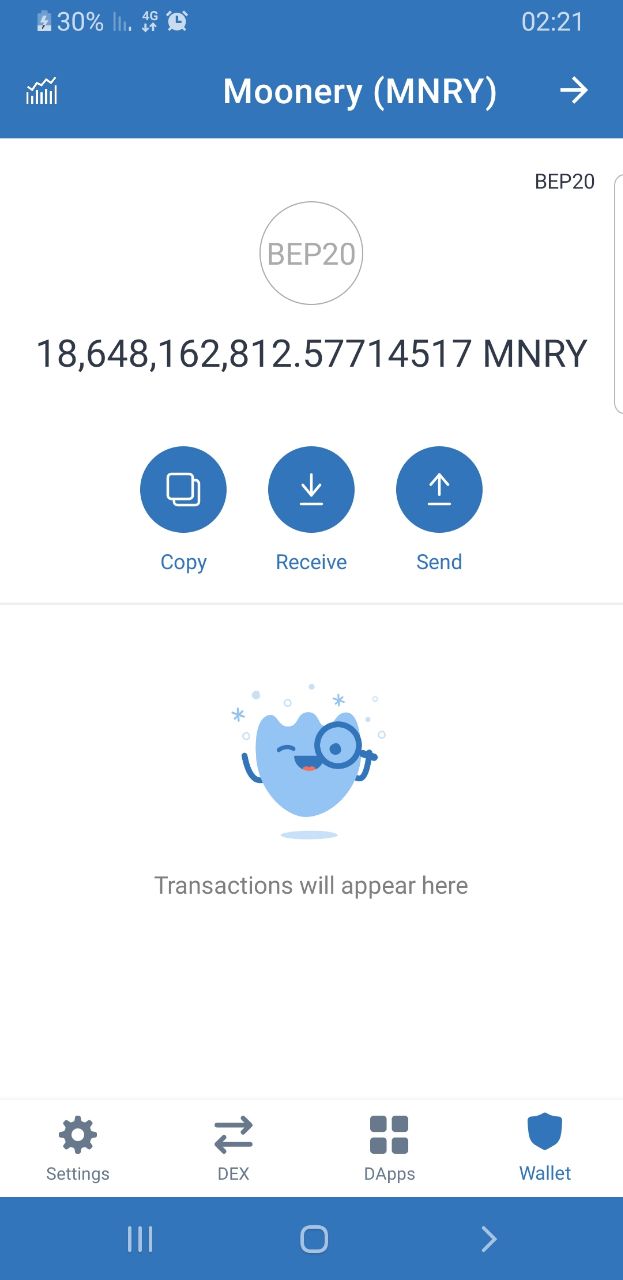 30% 4G 02:21
Moonery (MNRY)
BEP20
BEP20
18,648,162,812.57714517 MNRY
Copy Receive Send
Transactions will appear here
Settings DEX DApps Wallet